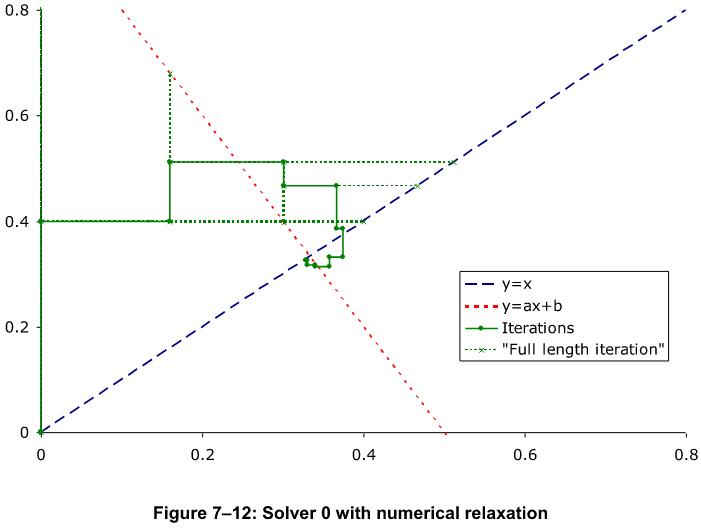 0.8
0.6
0.4
0.2
0
0 0.2 0.4 0.6 0.8
y=x
y=ax+b
Iterations
"Full length iteration"
Figure 7–12: Solver 0 with numerical relaxation